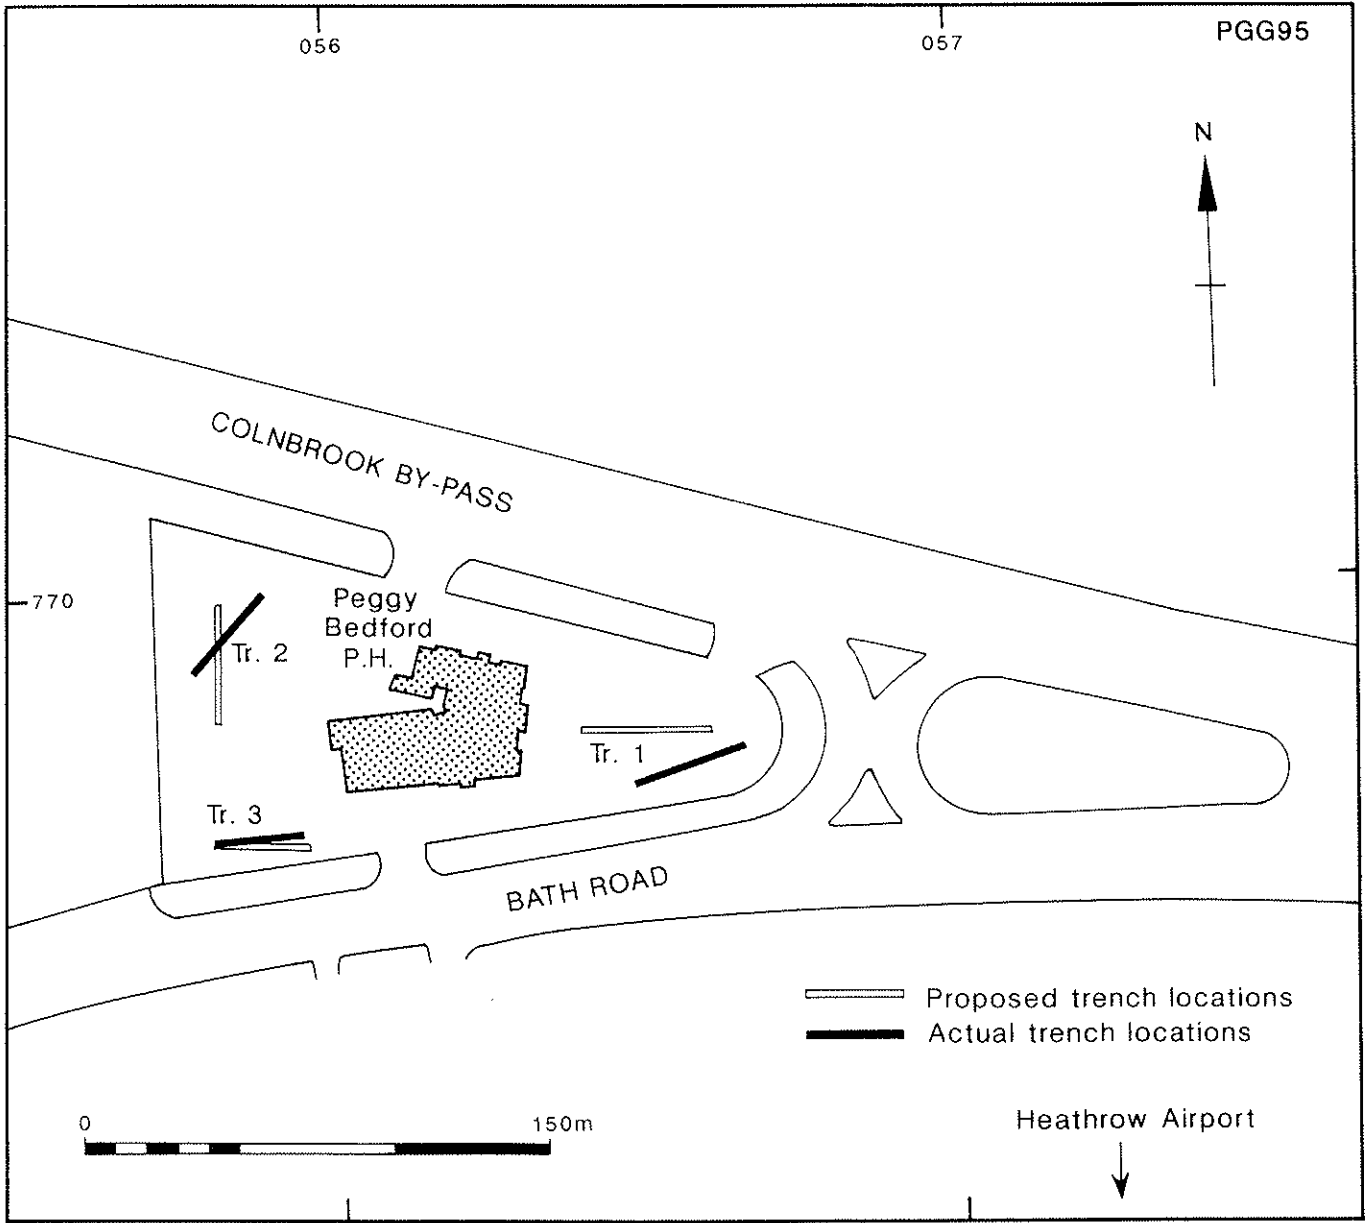 056
057
PGG95
N
COLNBROOK BY-PASS
770
Peggy
Bedford
P.H.
Tr. 2
Tr. 1
Tr. 3
BATH ROAD
Proposed trench locations
Actual trench locations
0 150m
Heathrow Airport